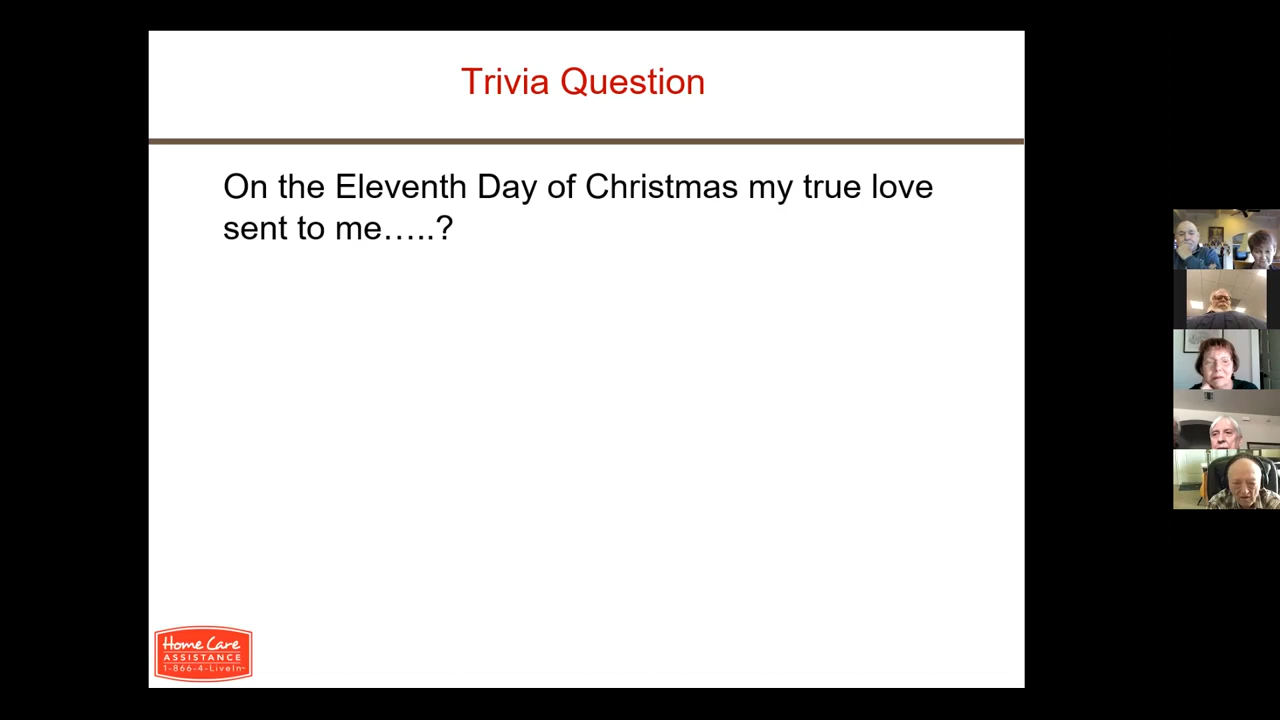 Trivia Question
On the Eleventh Day of Christmas my true love
sent to me…..?
Home Care
ASSISTANCE
1-866-4-LiveIn